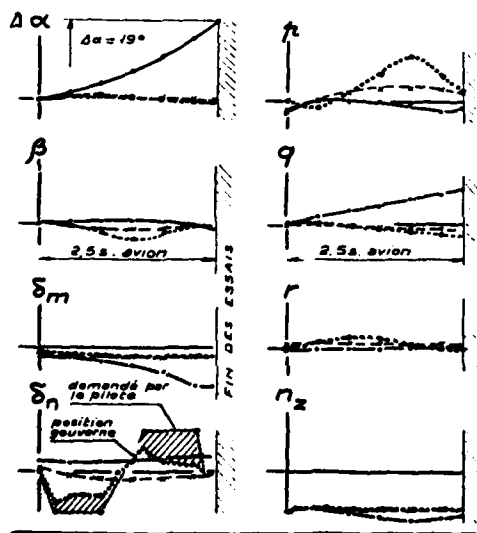 Δα
Δα = 19°
p
β
q
2,5 s. avion
2,5 s. avion
FIN DES ESSAIS
δm
r
δn
demandé par
le pilote
position
gouverne
nz